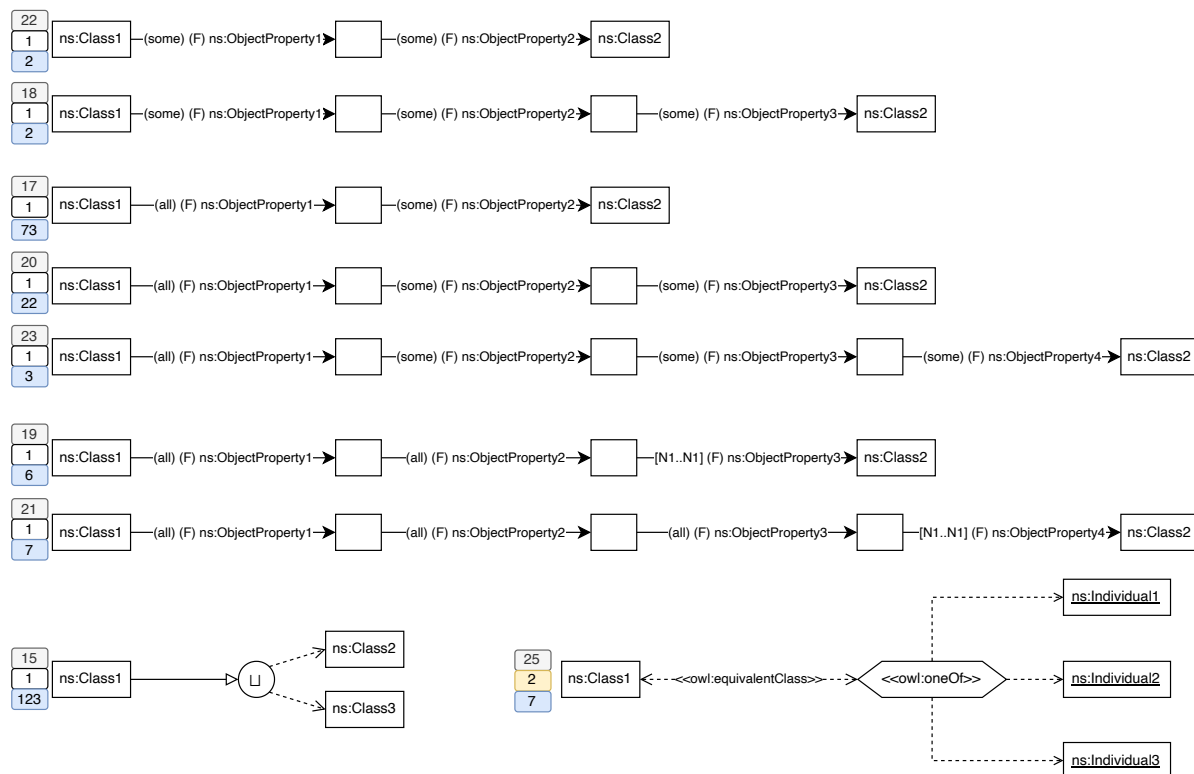 22
1
2
ns:Class1 (some) (F) ns:ObjectProperty1 (some) (F) ns:ObjectProperty2 ns:Class2
18
1
2
ns:Class1 (some) (F) ns:ObjectProperty1 (some) (F) ns:ObjectProperty2 (some) (F) ns:ObjectProperty3 ns:Class2
17
1
73
ns:Class1 (all) (F) ns:ObjectProperty1 (some) (F) ns:ObjectProperty2 ns:Class2
20
1
22
ns:Class1 (all) (F) ns:ObjectProperty1 (some) (F) ns:ObjectProperty2 (some) (F) ns:ObjectProperty3 ns:Class2
23
1
3
ns:Class1 (all) (F) ns:ObjectProperty1 (some) (F) ns:ObjectProperty2 (some) (F) ns:ObjectProperty3 (some) (F) ns:ObjectProperty4 ns:Class2
19
1
6
ns:Class1 (all) (F) ns:ObjectProperty1 (all) (F) ns:ObjectProperty2 [N1..N1] (F) ns:ObjectProperty3 ns:Class2
21
1
7
ns:Class1 (all) (F) ns:ObjectProperty1 (all) (F) ns:ObjectProperty2 (all) (F) ns:ObjectProperty3 [N1..N1] (F) ns:ObjectProperty4 ns:Class2
15
1
123
ns:Class1 ⊔
ns:Class2
ns:Class3
25
2
7
ns:Class1 <<owl:equivalentClass>> <<owl:oneOf>>
ns:Individual1
ns:Individual2
ns:Individual3